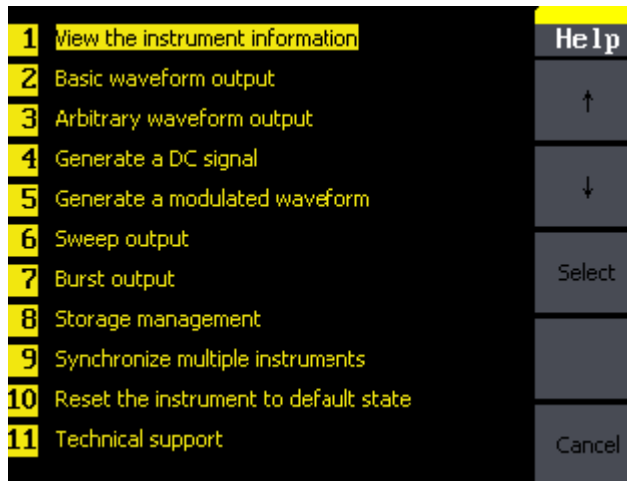 1 View the instrument information
2 Basic waveform output
3 Arbitrary waveform output
4 Generate a DC signal
5 Generate a modulated waveform
6 Sweep output
7 Burst output
8 Storage management
9 Synchronize multiple instruments
10 Reset the instrument to default state
11 Technical support
Help
↑
↓
Select
Cancel